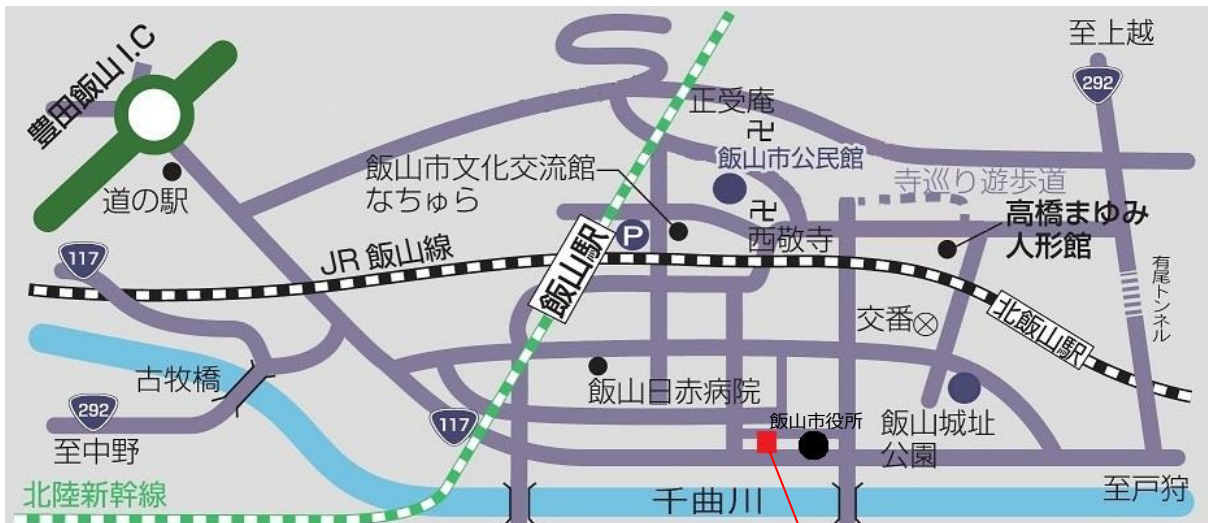 豊田飯山I.C
道の駅
117
JR飯山線
古牧橋
292
至中野
北陸新幹線
117
飯山駅
P
飯山市文化交流館
なちゅら
正受庵
卍
飯山市公民館
卍
西敬寺
寺巡り遊歩道
高橋まゆみ
人形館
至上越
292
有尾トンネル
北飯山駅
交番
飯山日赤病院
飯山市役所
飯山城址
公園
千曲川
至戸狩